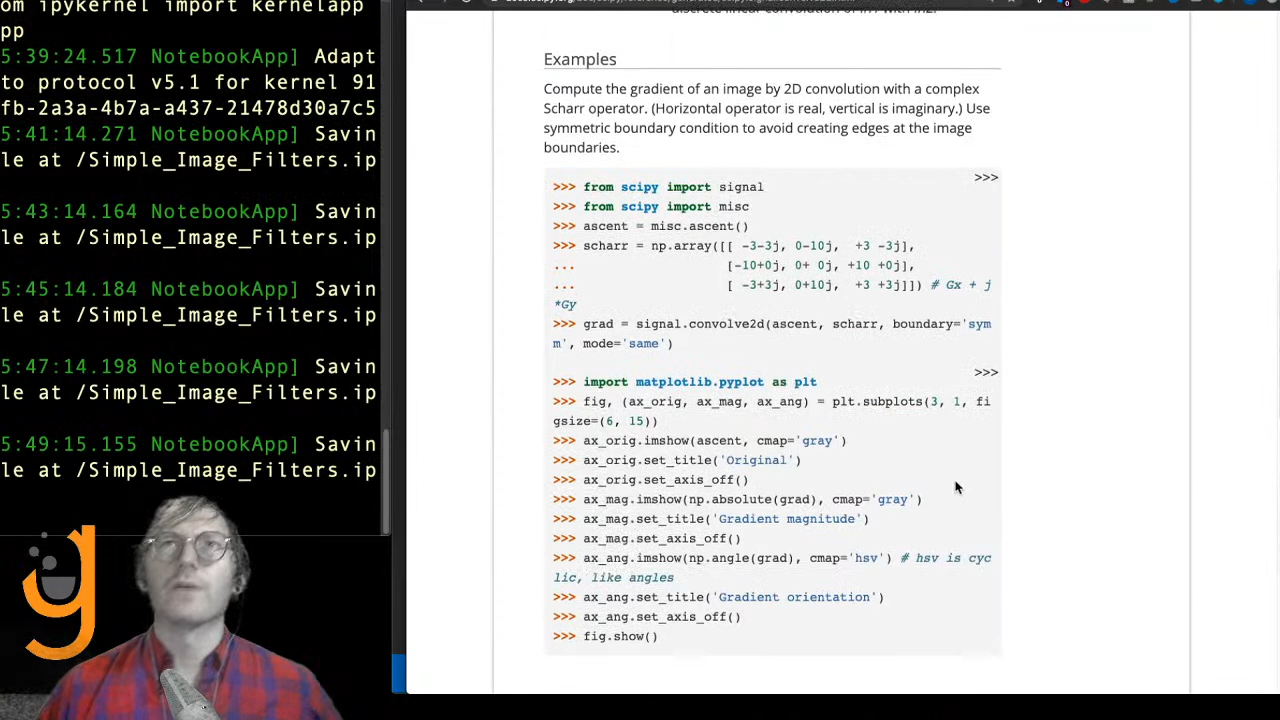 om ipykernel import kernelapp
pp
5:39:24.517 NotebookApp] Adapt
to protocol v5.1 for kernel 91
fb-2a3a-4b7a-a437-21478d30a7c5
5:41:14.271 NotebookApp] Savin
le at /Simple_Image_Filters.ip
5:43:14.164 NotebookApp] Savin
le at /Simple_Image_Filters.ip
5:45:14.184 NotebookApp] Savin
le at /Simple_Image_Filters.ip
5:47:14.198 NotebookApp] Savin
le at /Simple_Image_Filters.ip
5:49:15.155 NotebookApp] Savin
le at /Simple_Image_Filters.ip
y
Examples
Compute the gradient of an image by 2D convolution with a complex
Scharr operator. (Horizontal operator is real, vertical is imaginary.) Use
symmetric boundary condition to avoid creating edges at the image
boundaries.
>>>
>>> from scipy import signal
>>> from scipy import misc
>>> ascent = misc.ascent()
>>> scharr = np.array([[ -3-3j, 0-10j, +3 -3j],
... [-10+0j, 0+ 0j, +10 +0j],
... [ -3+3j, 0+10j, +3 +3j]]) # Gx + j
*Gy
>>> grad = signal.convolve2d(ascent, scharr, boundary='sym
m', mode='same')
>>>
>>> import matplotlib.pyplot as plt
>>> fig, (ax_orig, ax_mag, ax_ang) = plt.subplots(3, 1, fi
gsize=(6, 15))
>>> ax_orig.imshow(ascent, cmap='gray')
>>> ax_orig.set_title('Original')
>>> ax_orig.set_axis_off()
>>> ax_mag.imshow(np.absolute(grad), cmap='gray')
>>> ax_mag.set_title('Gradient magnitude')
>>> ax_mag.set_axis_off()
>>> ax_ang.imshow(np.angle(grad), cmap='hsv') # hsv is cyc
lic, like angles
>>> ax_ang.set_title('Gradient orientation')
>>> ax_ang.set_axis_off()
>>> fig.show()